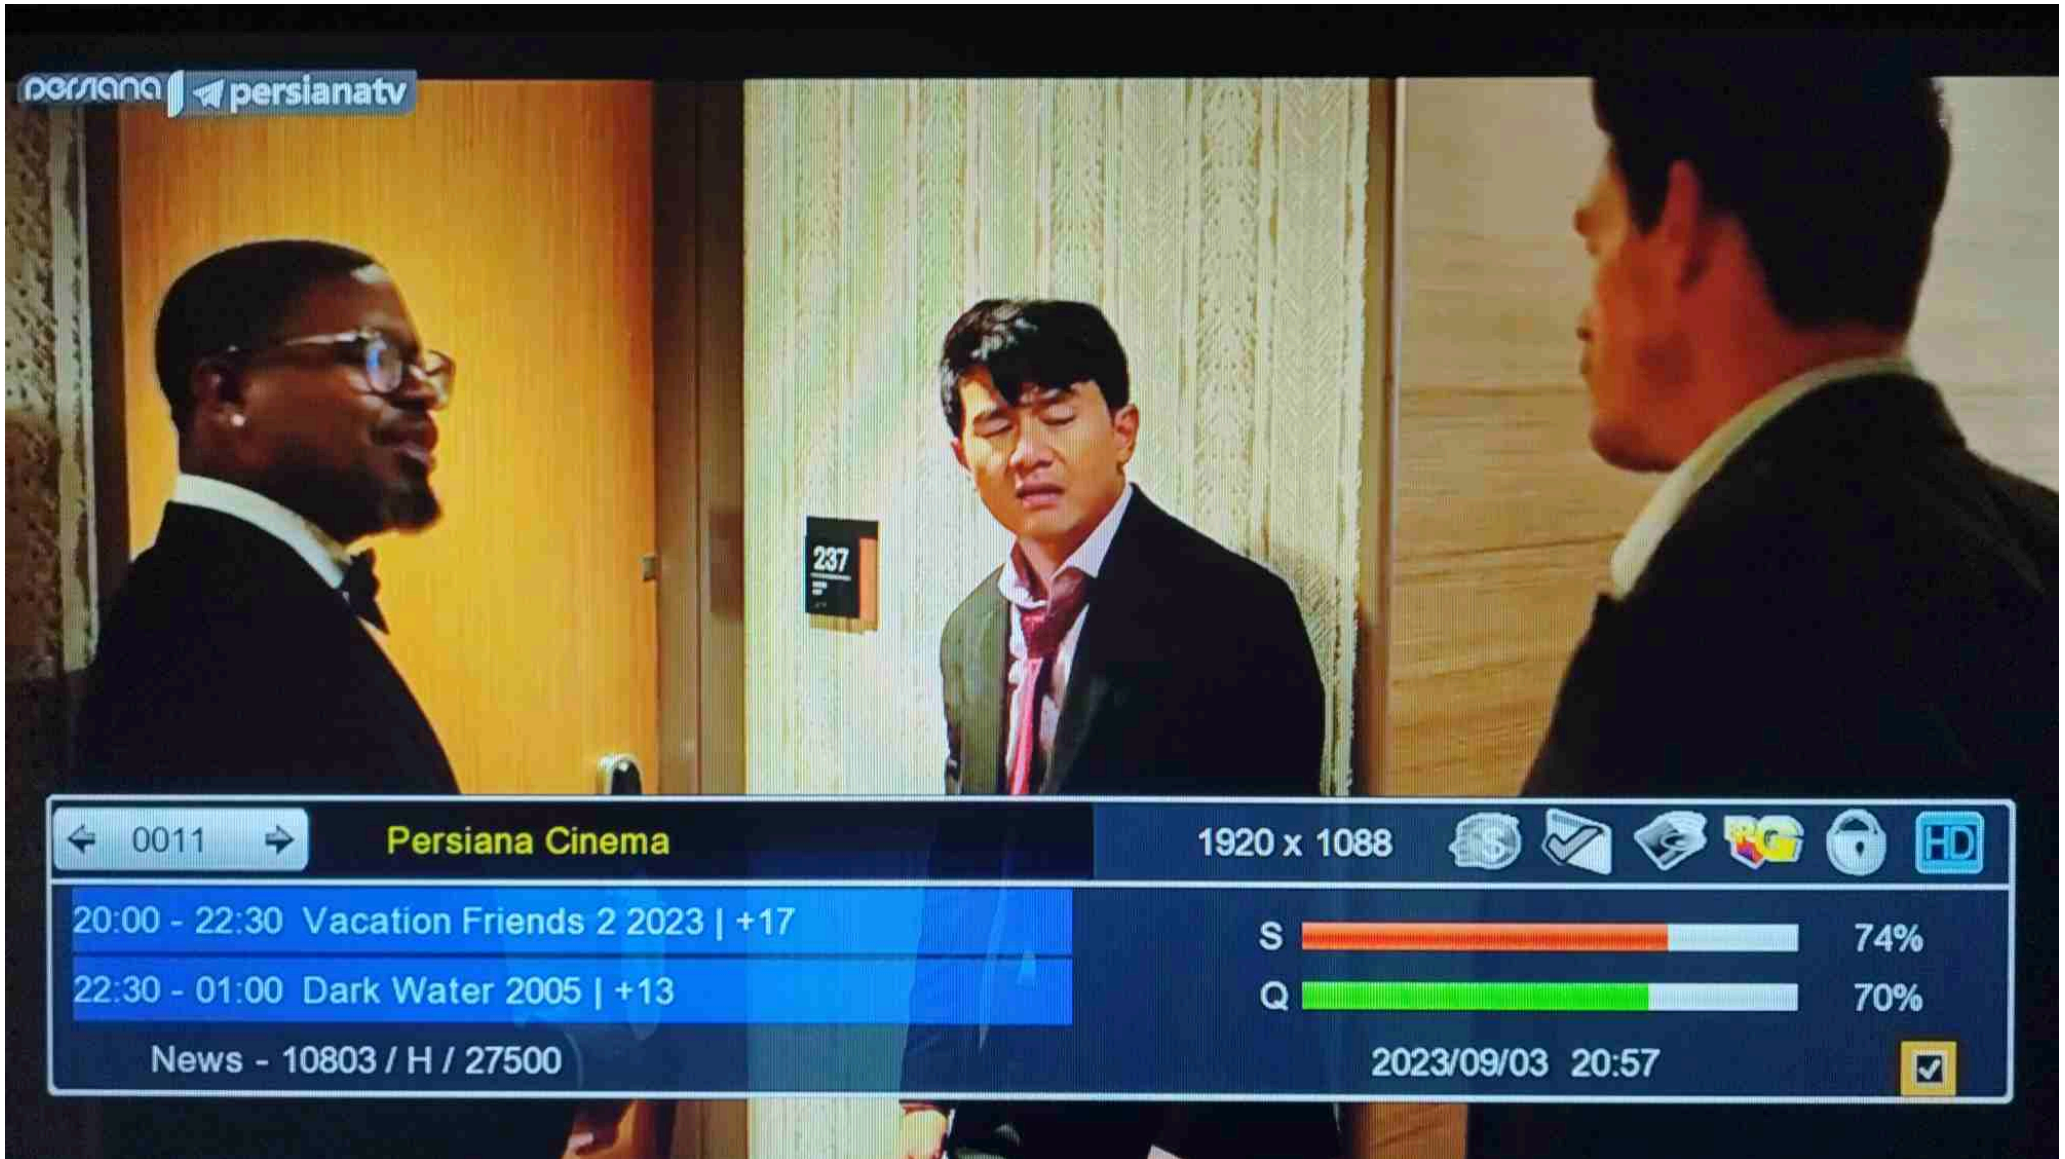 persiana persianatv
237
0011 Persiana Cinema 1920 x 1088 HD
20:00 - 22:30 Vacation Friends 2 2023 | +17
S 74%
22:30 - 01:00 Dark Water 2005 | +13
Q 70%
News - 10803 / H / 27500 2023/09/03 20:57